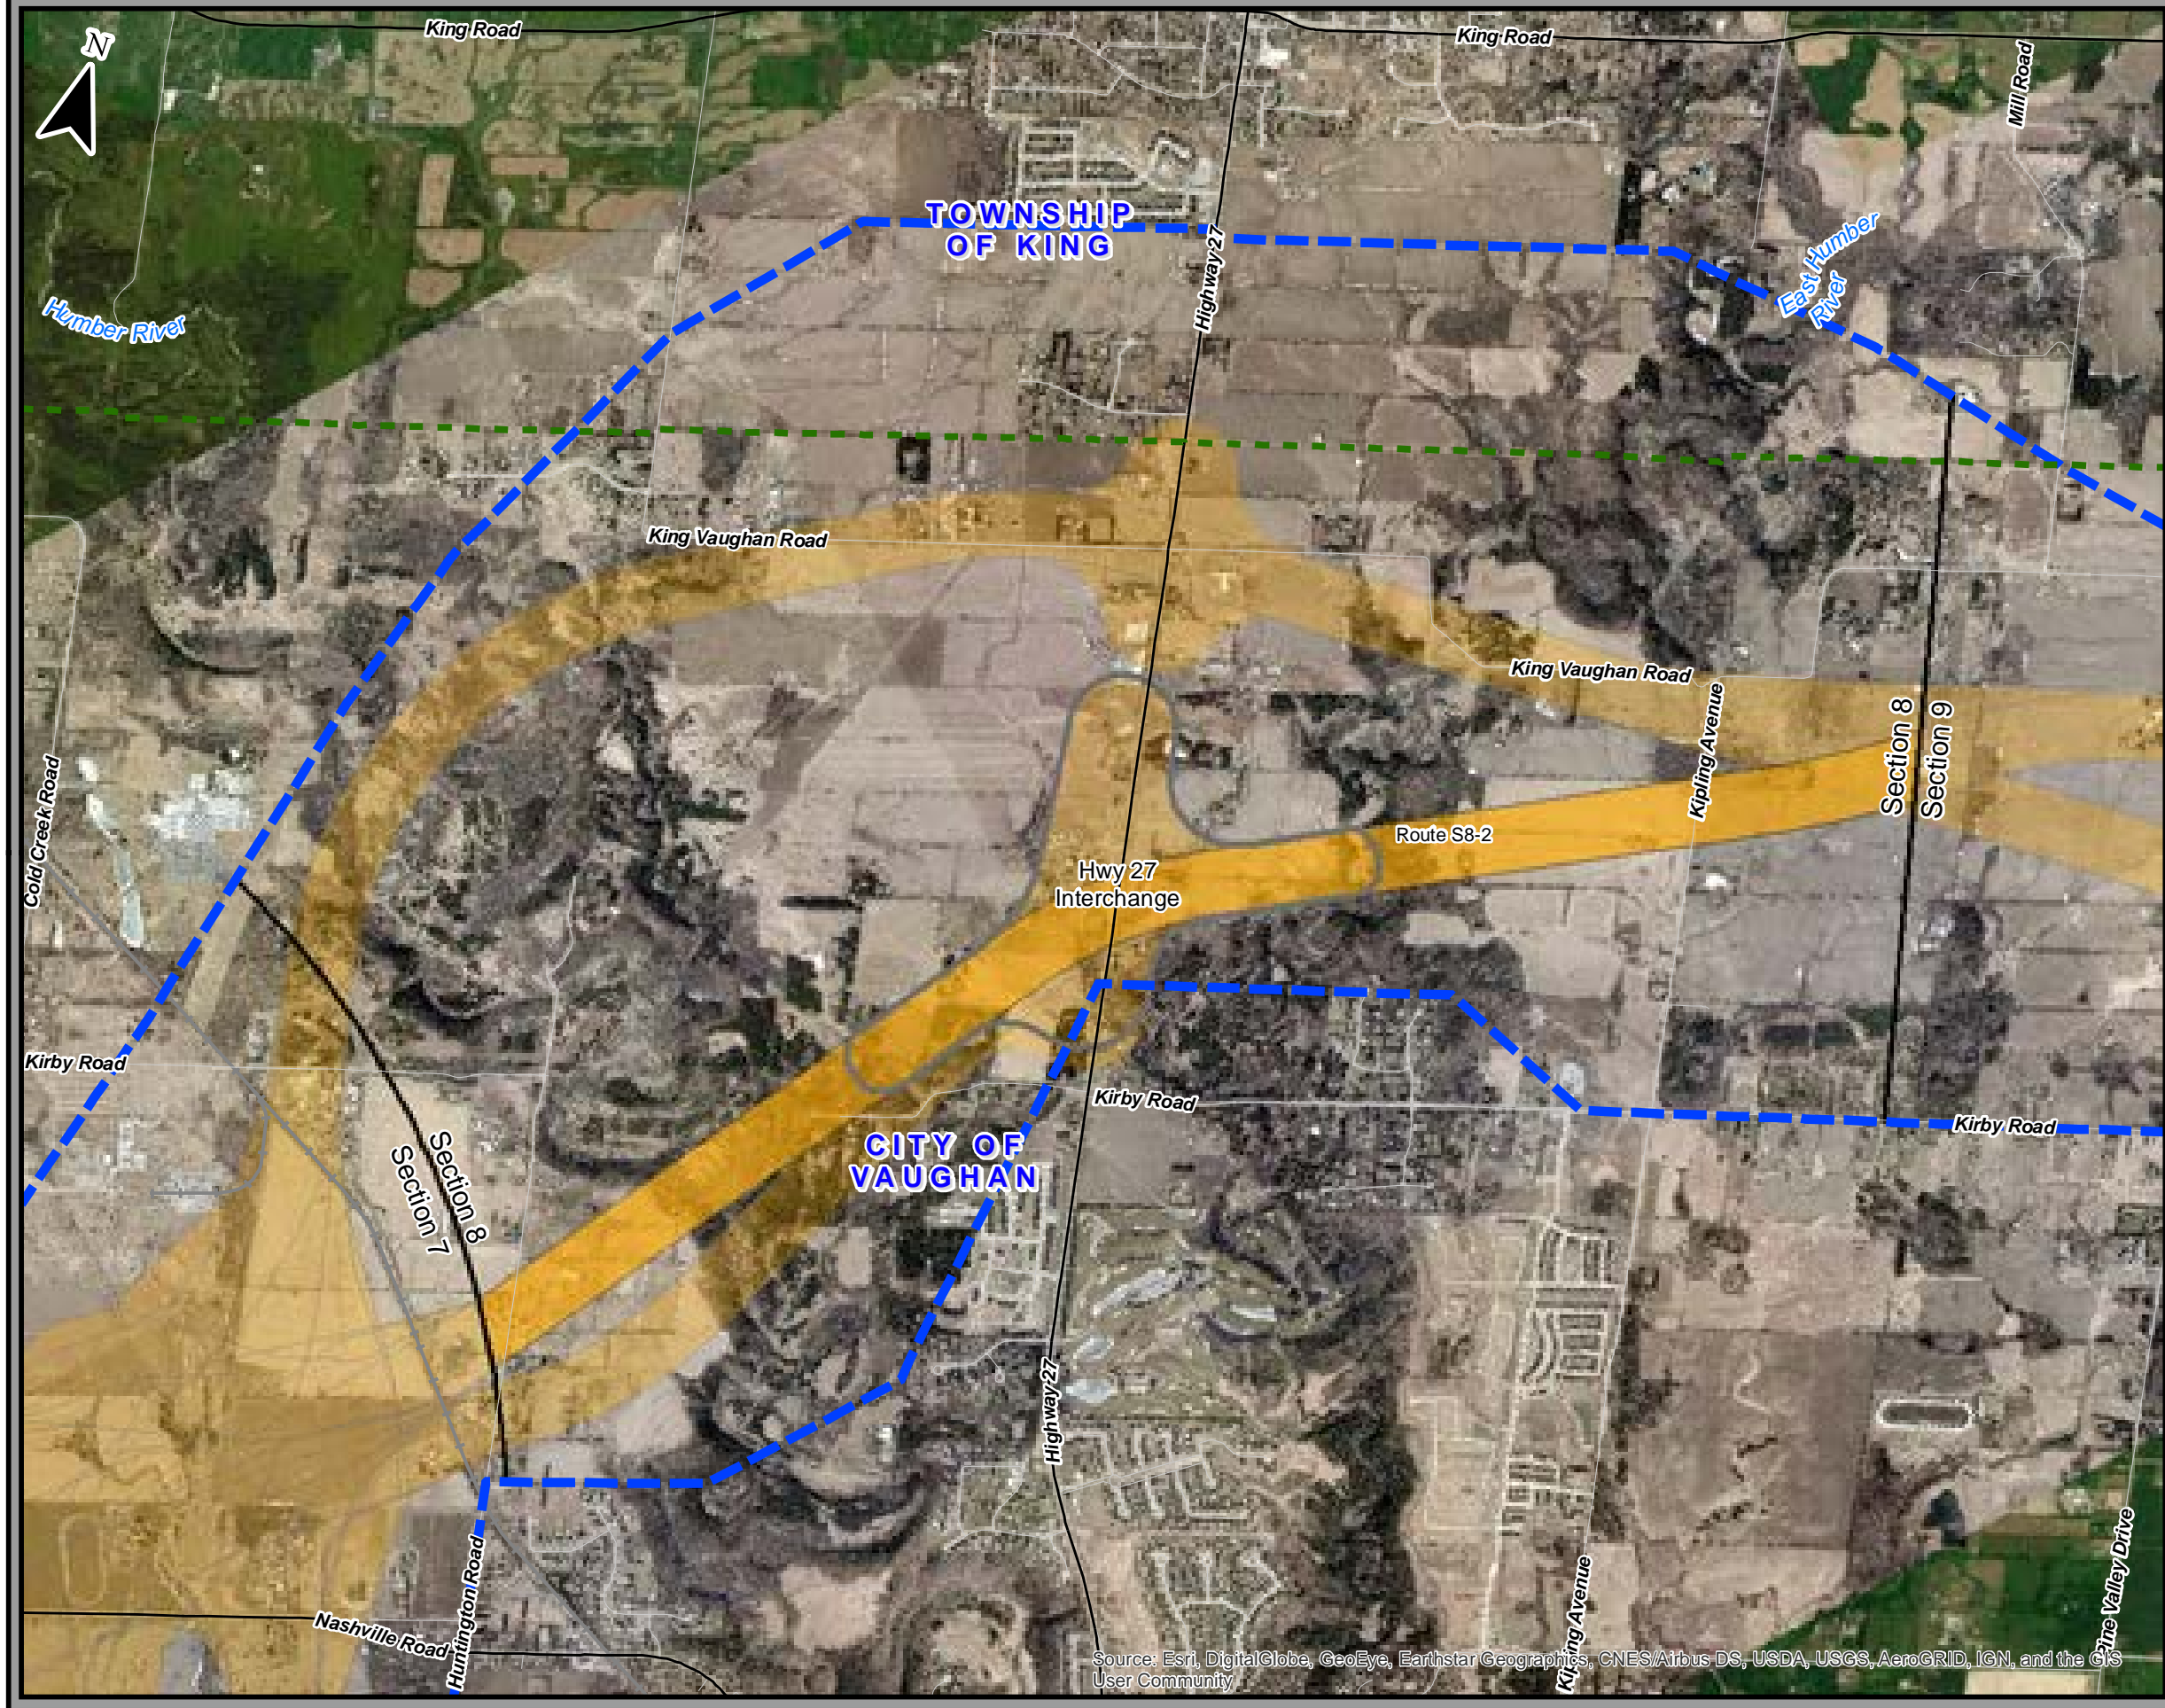 King Road
King Road
N
Mill Road
TOWNSHIP
OF KING
Highway 27
East Humber
River
Humber River
King Vaughan Road
King Vaughan Road
Kipling Avenue
Section 8
Section 9
Cold Creek Road
Route S8-2
Hwy 27
Interchange
Kirby Road
Kirby Road
Kirby Road
CITY OF
VAUGHAN
Section 8
Section 7
Highway 27
Nashville Road
Huntington Road
Kipling Avenue
Pine Valley Drive
Source: Esri, DigitalGlobe, GeoEye, Earthstar Geographics, CNES/Airbus DS, USDA, USGS, AeroGRID, IGN, and the GIS
User Community